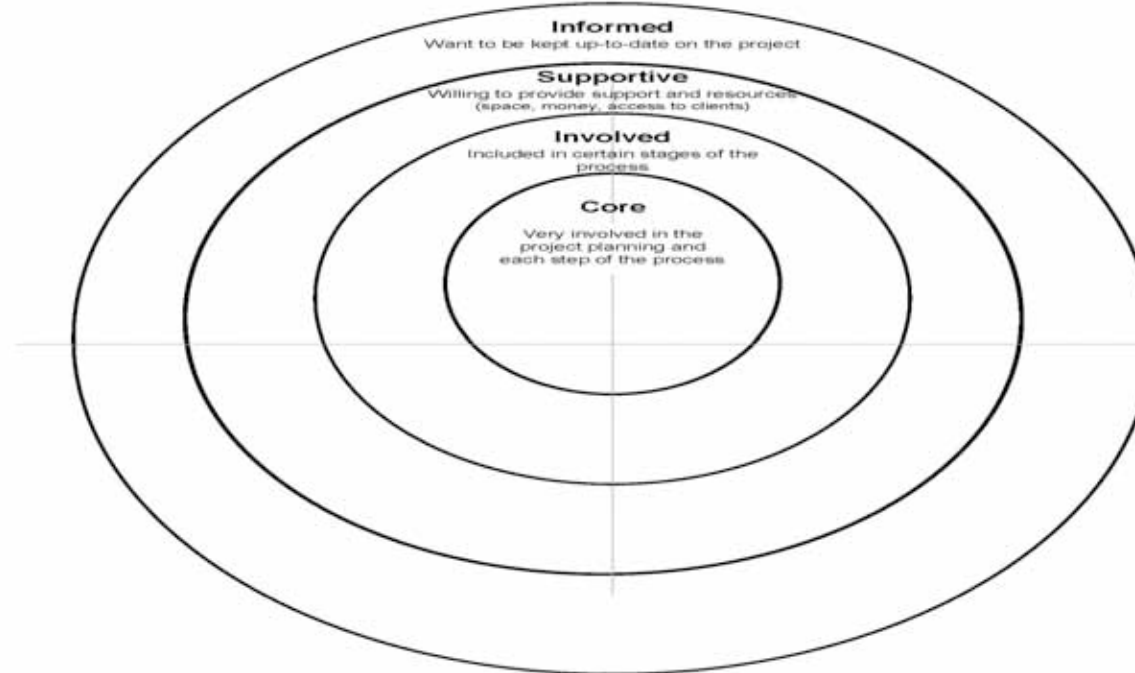 Informed
Want to be kept up-to-date on the project
Supportive
Willing to provide support and resources
(space, money, access to clients)
Involved
Included in certain stages of the
process
Core
Very involved in the
project planning and
each step of the process